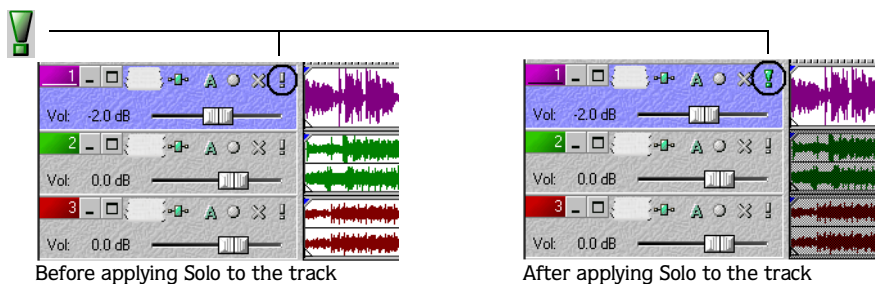 1 A
Vol: -2.0 dB
2 A
Vol: 0.0 dB
3 A
Vol: 0.0 dB
Before applying Solo to the track
1 A
Vol: -2.0 dB
2 A
Vol: 0.0 dB
3 A
Vol: 0.0 dB
After applying Solo to the track